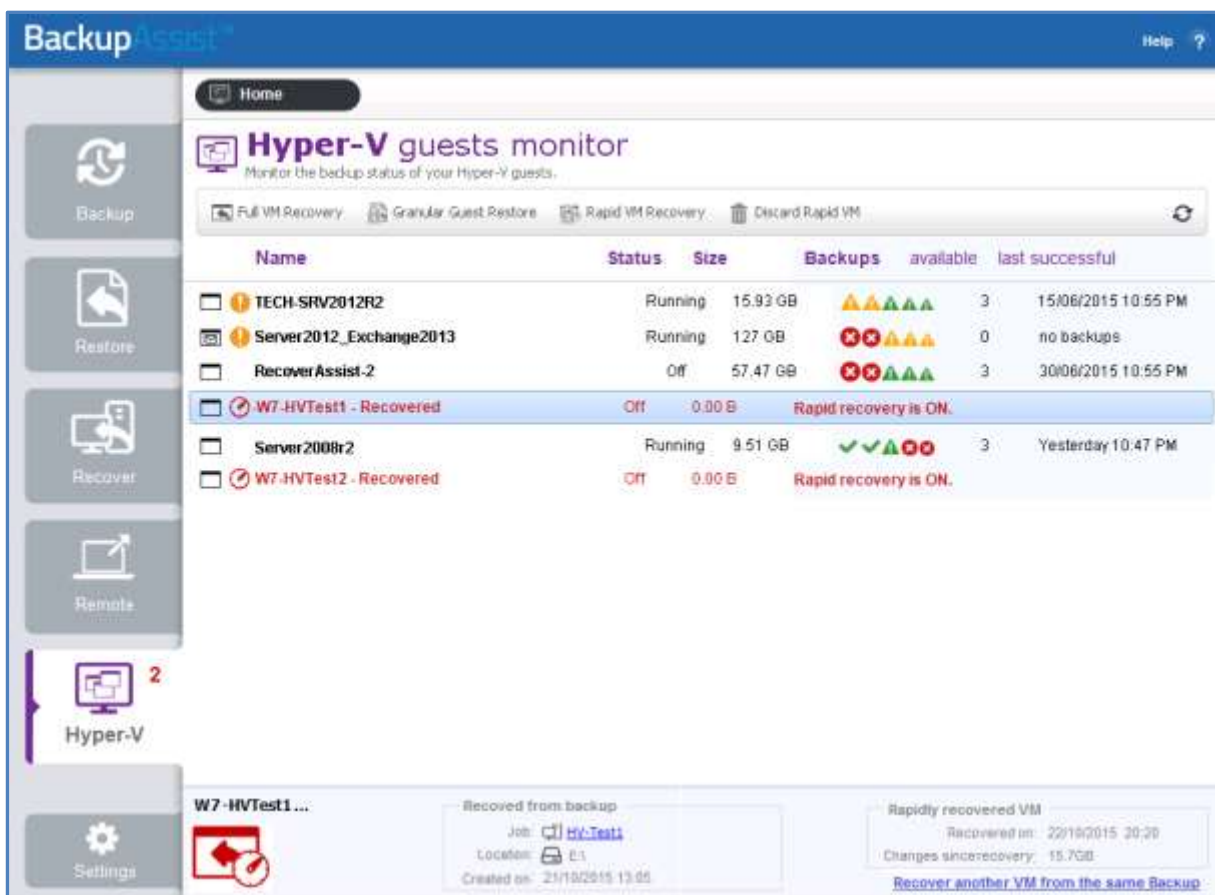 BackupAssist™
Help ?
Home
Hyper-V guests monitor
Monitor the backup status of your Hyper-V guests.
Full VM Recovery Granular Guest Restore Rapid VM Recovery Discard Rapid VM
Name Status Size Backups available last successful
TECH-SRV2012R2 Running 15.93 GB 3 15/06/2015 10:55 PM
Server2012_Exchange2013 Running 127 GB 0 no backups
RecoverAssist-2 Off 57.47 GB 3 30/06/2015 10:55 PM
W7-HVTest1 - Recovered Off 0.00 B Rapid recovery is ON.
Server2008r2 Running 9.51 GB 3 Yesterday 10:47 PM
W7-HVTest2 - Recovered Off 0.00 B Rapid recovery is ON.
Backup
Restore
Recover
Remote
2
Hyper-V
Settings
W7-HVTest1...
Recoved from backup
Job: HV-Test1
Location: E:\
Created on: 21/10/2015 13:05
Rapidly recovered VM
Recovered on: 22/10/2015 20:20
Changes sincerecovery: 15.7GB
Recover another VM from the same Backup